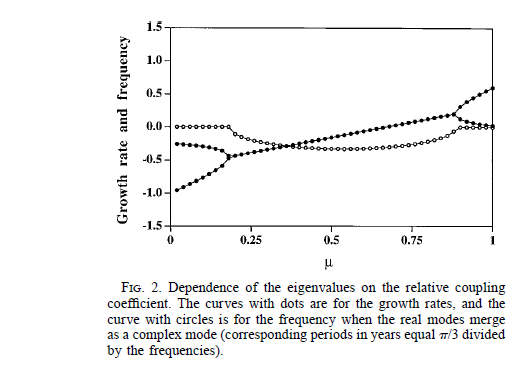 1.5
1.0
0.5
0.0
-0.5
-1.0
-1.5
Growth rate and frequency
0 0.25 0.5 0.75 1
μ
FIG. 2. Dependence of the eigenvalues on the relative coupling
coefficient. The curves with dots are for the growth rates, and the
curve with circles is for the frequency when the real modes merge
as a complex mode (corresponding periods in years equal π/3 divided
by the frequencies).